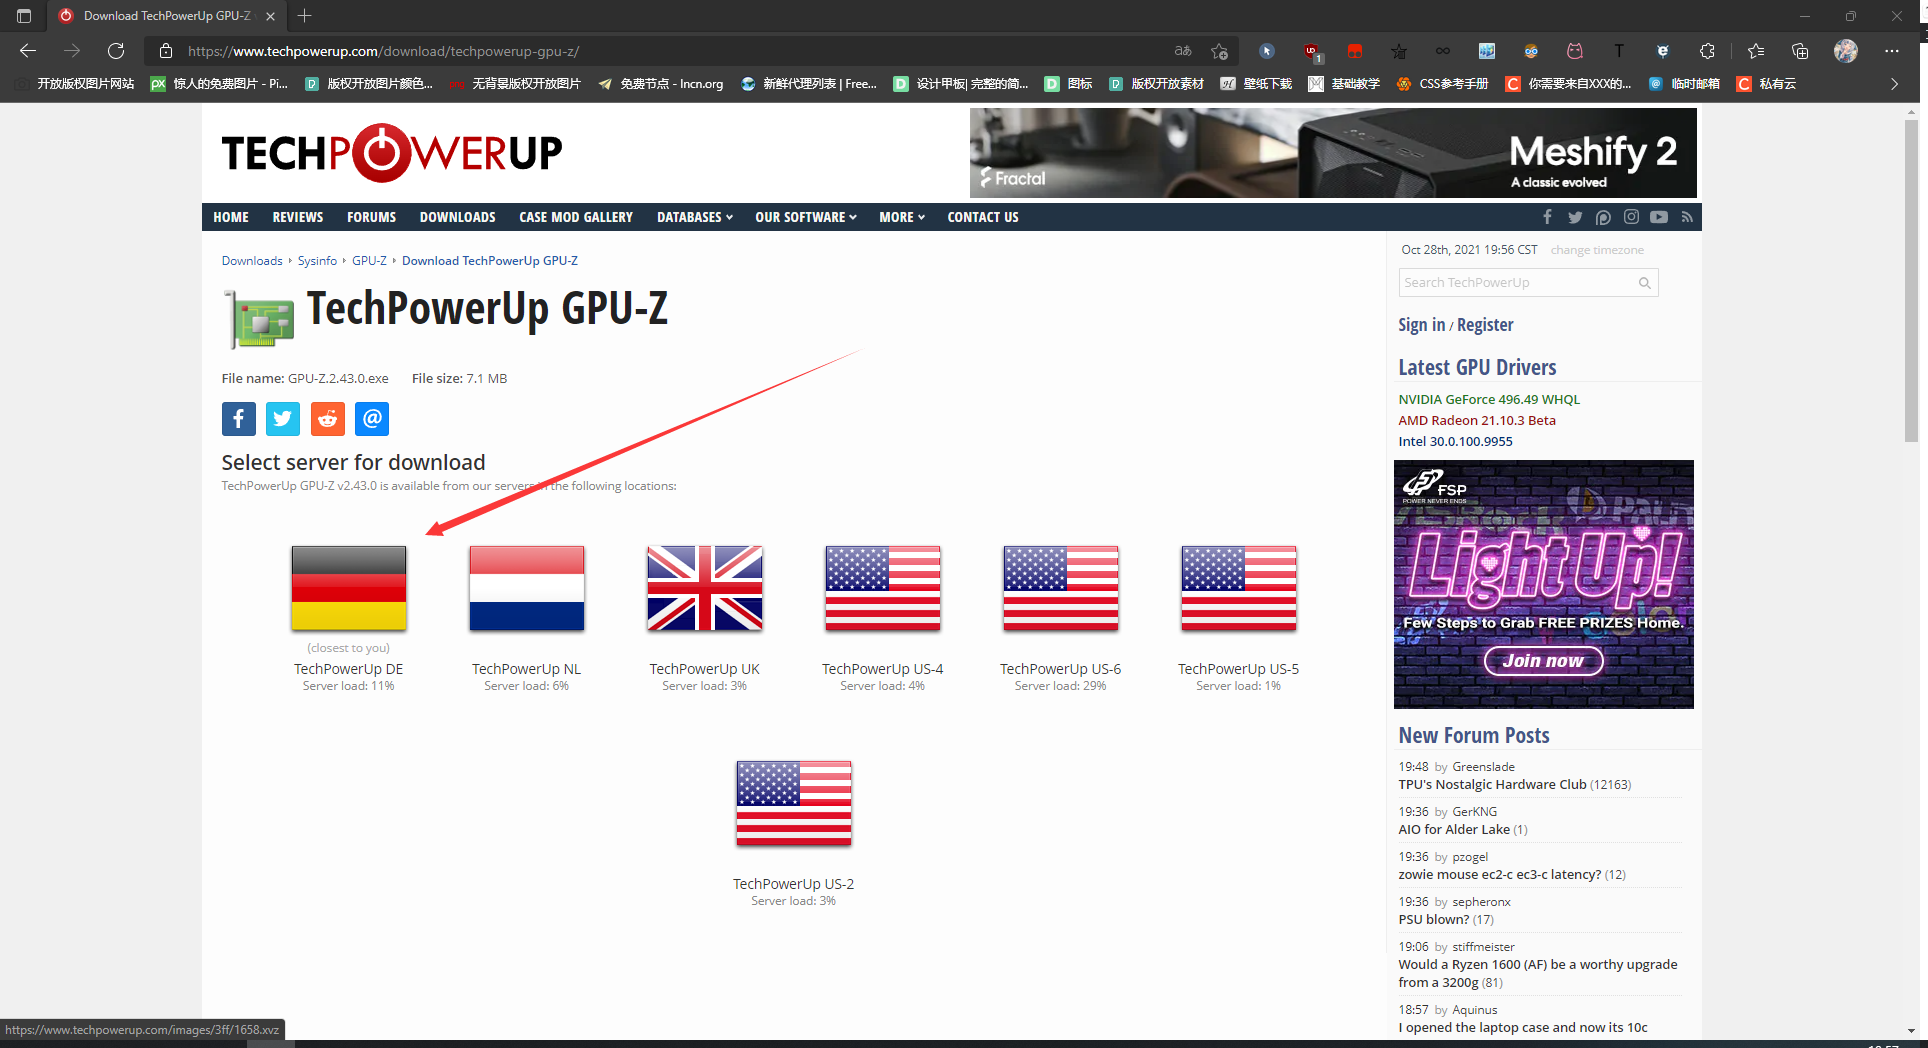 Download TechPowerUp GPU-Z
https://www.techpowerup.com/download/techpowerup-gpu-z/
开放版权图片网站
惊人的免费图片 - Pi...
版权开放图片颜色...
无背景版权开放图片
免费节点 - lncn.org
新鲜代理列表 | Free...
设计甲板| 完整的简...
图标
版权开放素材
壁纸下载
基础教学
CSS参考手册
你需要来自XXX的...
临时邮箱
私有云
TECHPOWERUP
Fractal
Meshify 2
A classic evolved
HOME REVIEWS FORUMS DOWNLOADS CASE MOD GALLERY DATABASES OUR SOFTWARE MORE CONTACT US
Downloads Sysinfo GPU-Z Download TechPowerUp GPU-Z
TechPowerUp GPU-Z
File name: GPU-Z.2.43.0.exe File size: 7.1 MB
Select server for download
TechPowerUp GPU-Z v2.43.0 is available from our servers in the following locations:
(closest to you)
TechPowerUp DE
Server load: 11%
TechPowerUp NL
Server load: 6%
TechPowerUp UK
Server load: 3%
TechPowerUp US-4
Server load: 4%
TechPowerUp US-6
Server load: 29%
TechPowerUp US-5
Server load: 1%
TechPowerUp US-2
Server load: 3%
Oct 28th, 2021 19:56 CST change timezone
Search TechPowerUp
Sign in / Register
Latest GPU Drivers
NVIDIA GeForce 496.49 WHQL
AMD Radeon 21.10.3 Beta
Intel 30.0.100.9955
FSP
POWER NEVER ENDS
Light Up!
Few Steps to Grab FREE PRIZES Home.
Join now
New Forum Posts
19:48 by Greenslade
TPU's Nostalgic Hardware Club (12163)
19:36 by GerKNG
AIO for Alder Lake (1)
19:36 by pzogel
zowie mouse ec2-c ec3-c latency? (12)
19:36 by sepheronx
PSU blown? (17)
19:06 by stiffmeister
Would a Ryzen 1600 (AF) be a worthy upgrade
from a 3200g (81)
18:57 by Aquinus
I opened the laptop case and now its 10c
https://www.techpowerup.com/images/3ff/1658.xvz